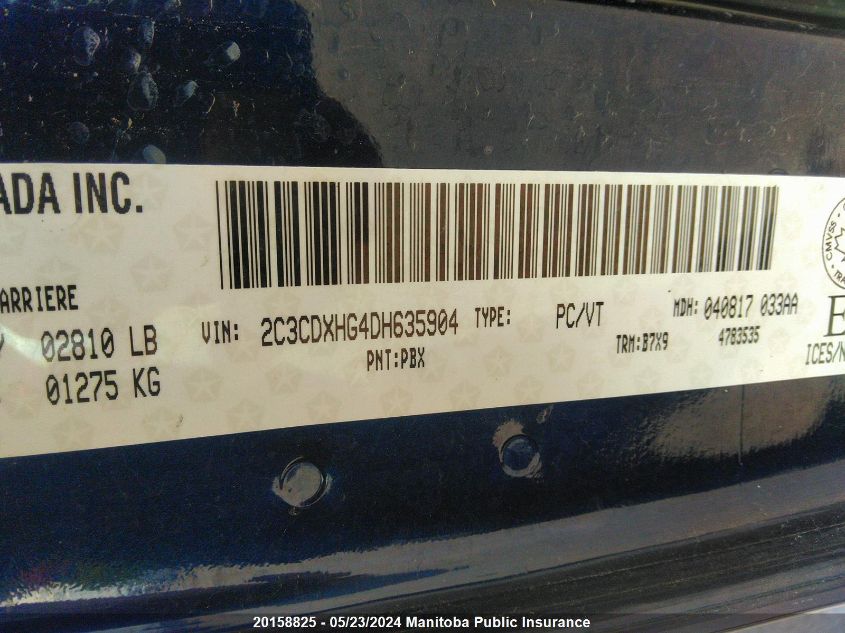 ADA INC.
ARRIERE
02810 LB
01275 KG
VIN: 2C3CDXHG4DH635904 TYPE: PC/VT MDH: 040817 033AA
PNT:PBX TRM:B7X9 4783535
CMVSS
ICES/N
20158825 - 05/23/2024 Manitoba Public Insurance